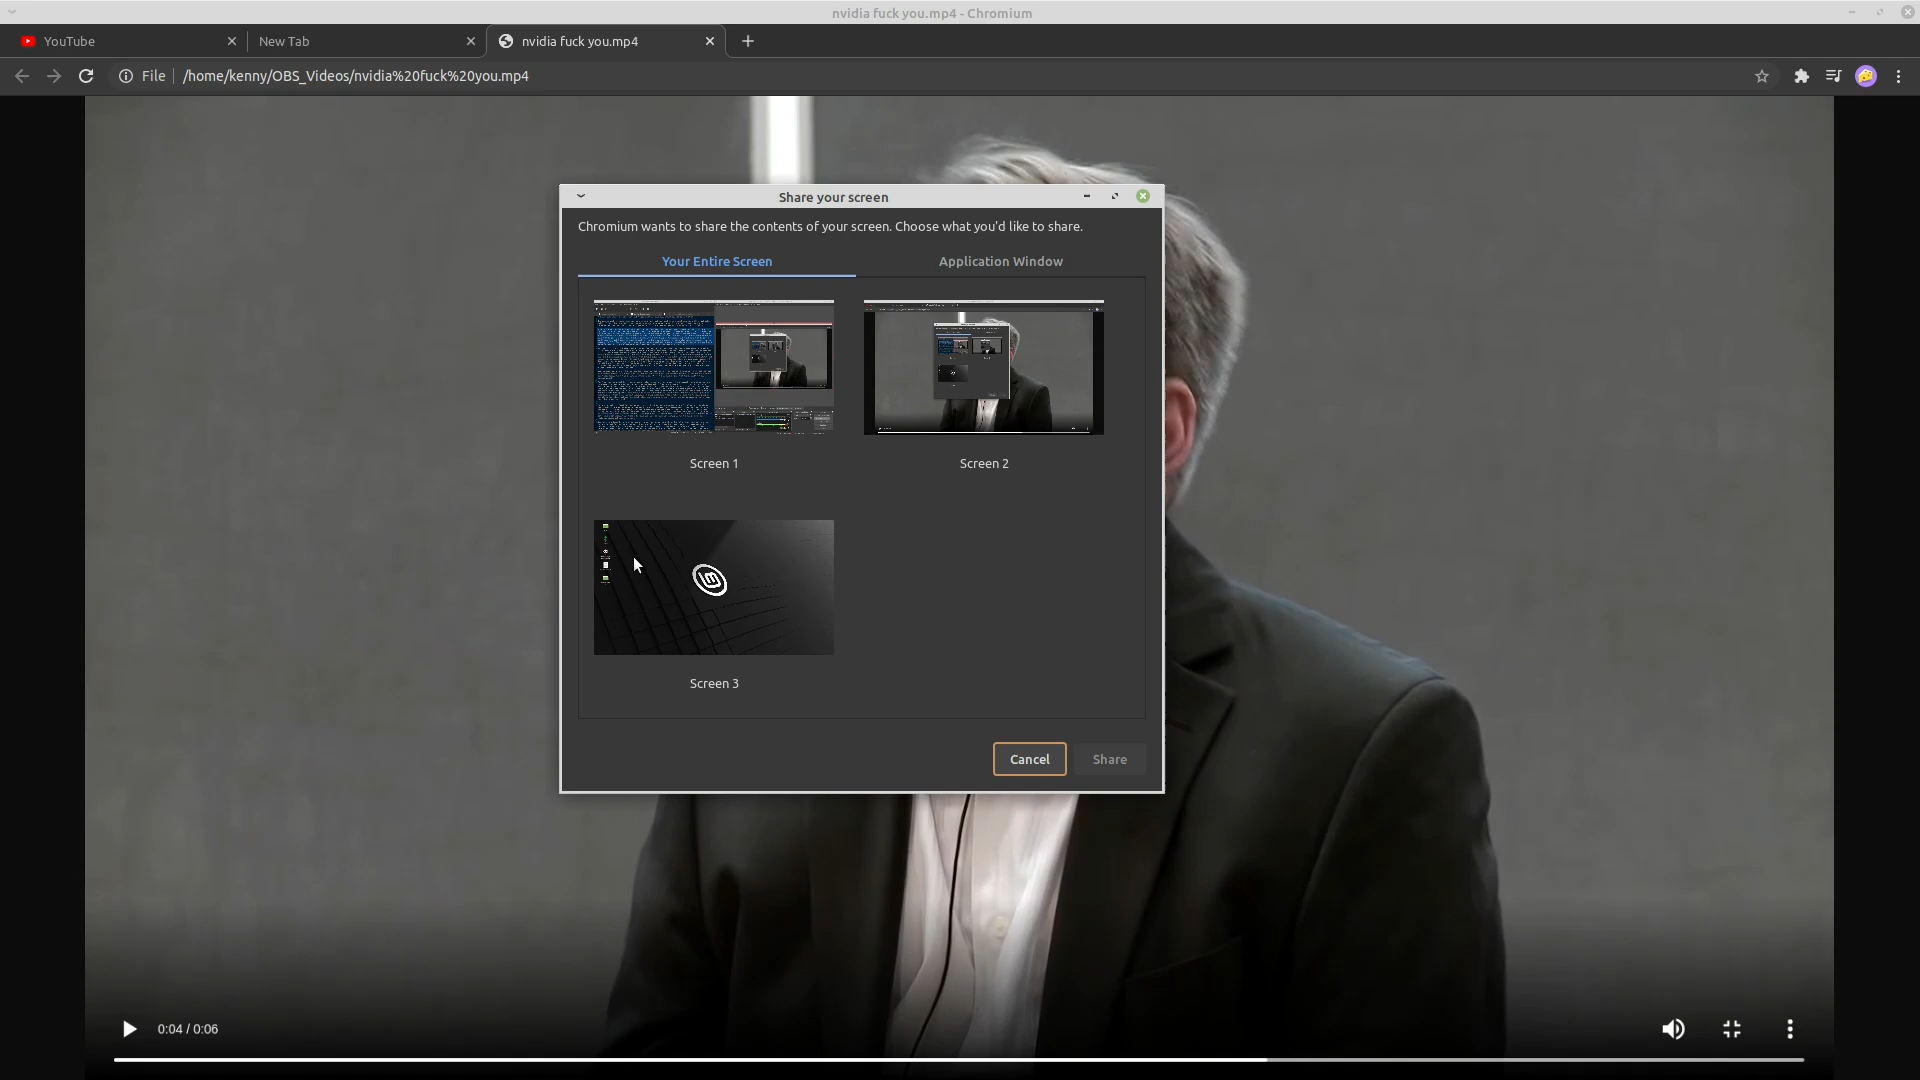 nvidia fuck you.mp4 - Chromium
YouTube
New Tab
nvidia fuck you.mp4
File
/home/kenny/OBS_Videos/nvidia%20fuck%20you.mp4
Share your screen
Chromium wants to share the contents of your screen. Choose what you'd like to share.
Your Entire Screen
Application Window
Screen 1
Screen 2
Screen 3
Cancel
Share
0:04 / 0:06